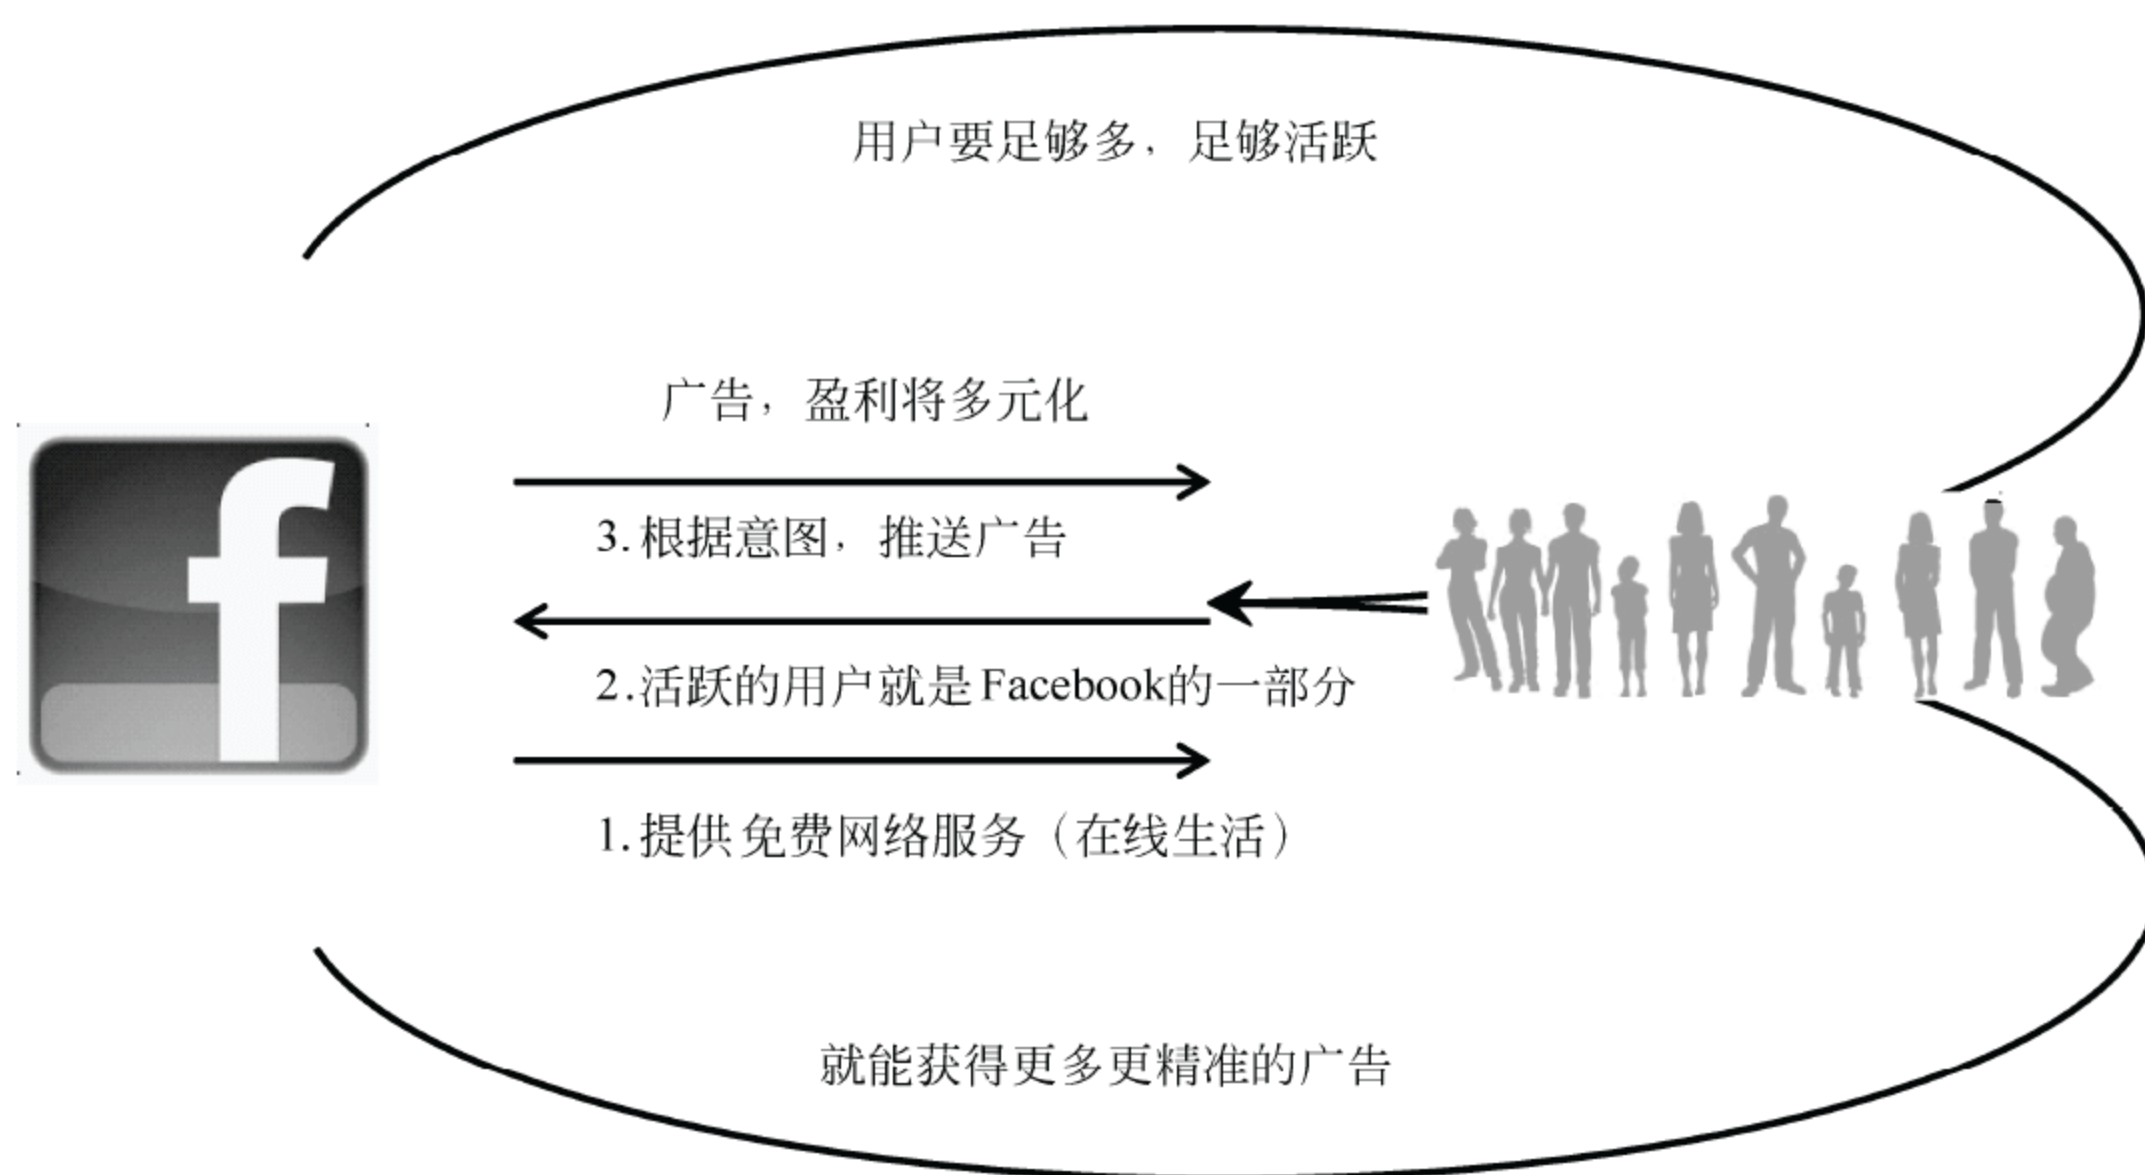 用户要足够多，足够活跃
广告，盈利将多元化
3.根据意图，推送广告
2.活跃的用户就是Facebook的一部分
1.提供免费网络服务（在线生活）
就能获得更多更精准的广告
f